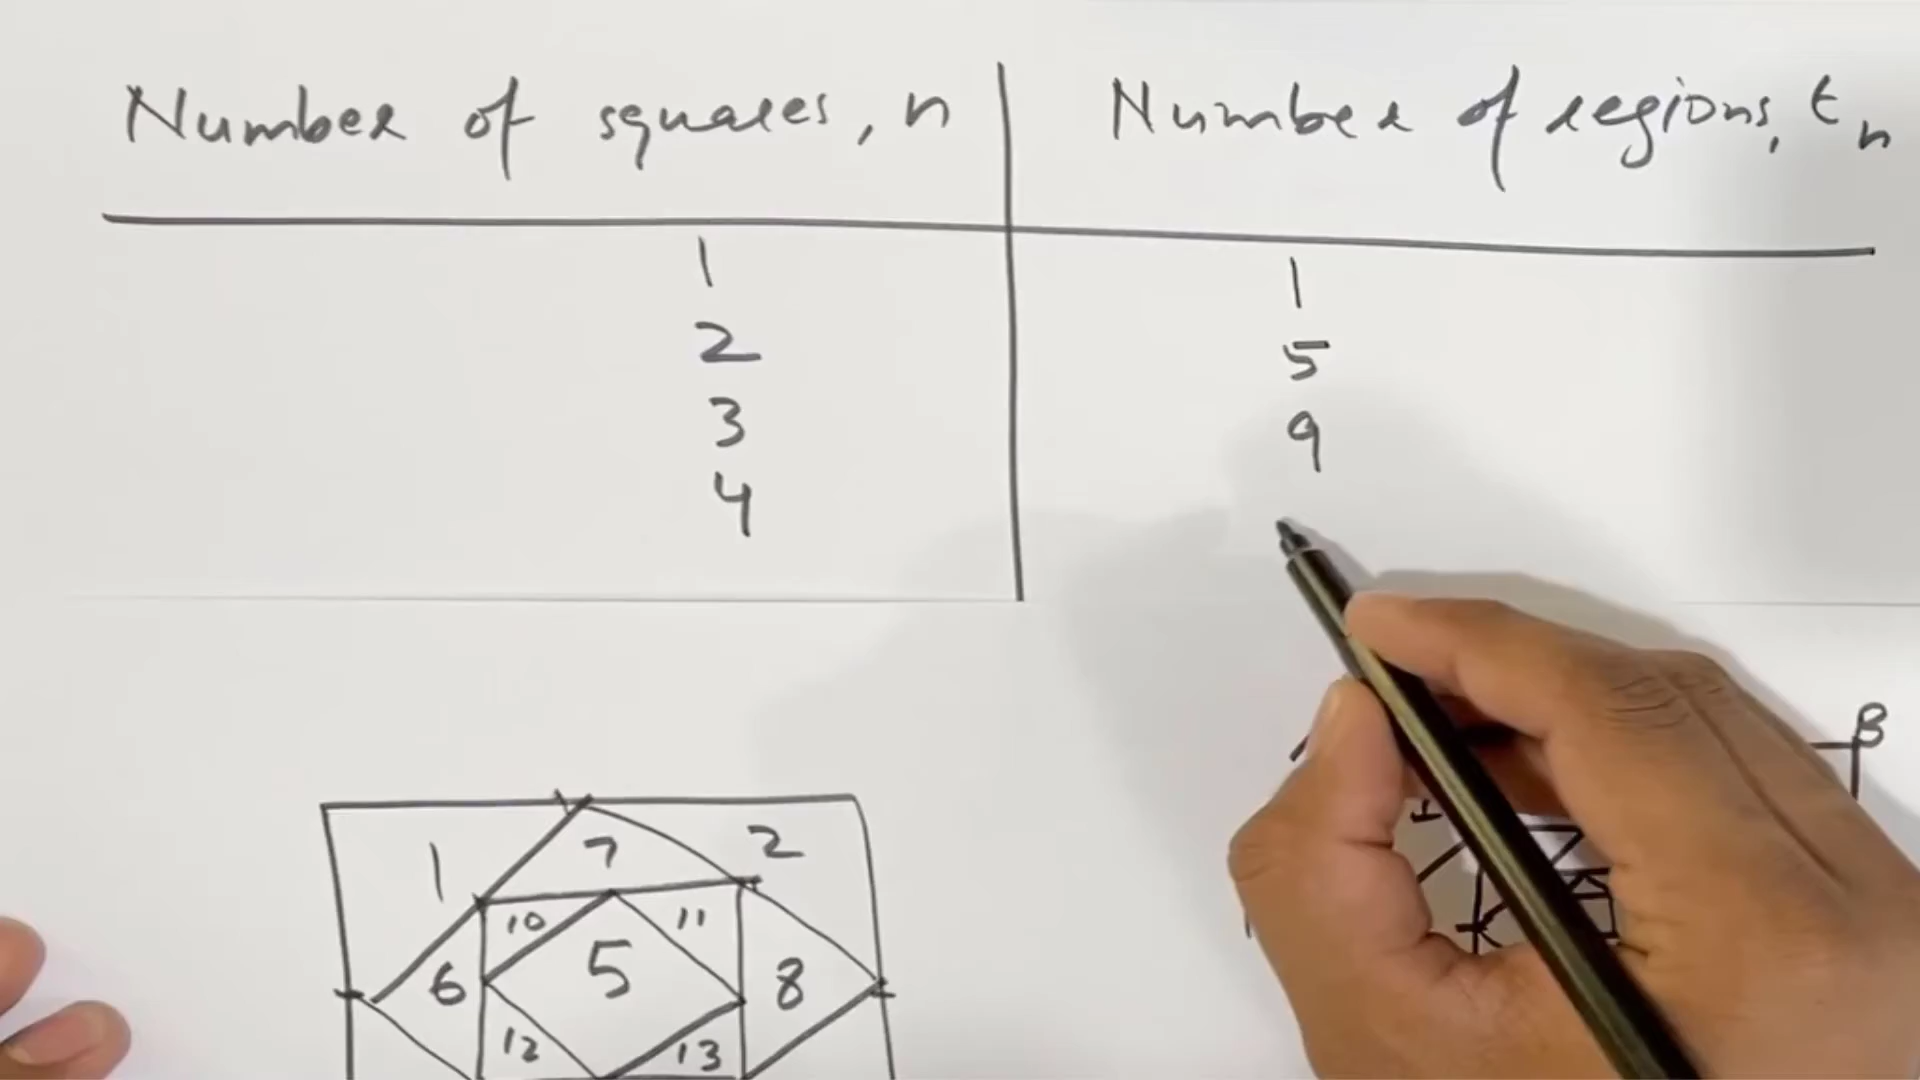 Number of squares, n Number of regions, tn
1 1
2 5
3 9
4
B
1 7 2
10 11
6 5 8
12 13
K